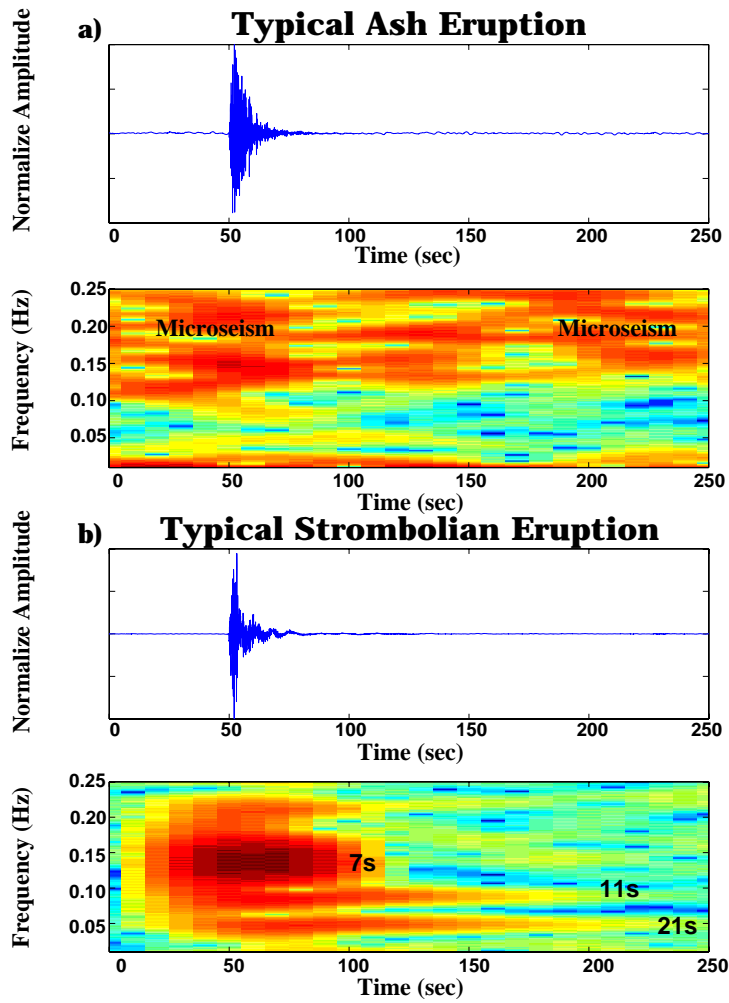 a) Typical Ash Eruption
Normalize Amplitude
0 50 100 150 200 250
Time (sec)
Frequency (Hz)
0.25
0.20
0.15
0.10
0.05
Microseism Microseism
0 50 100 150 200 250
Time (sec)
b) Typical Strombolian Eruption
Normalize Amplitude
0 50 100 150 200 250
Time (sec)
Frequency (Hz)
0.25
0.20
0.15
0.10
0.05
7s
11s
21s
0 50 100 150 200 250
Time (sec)